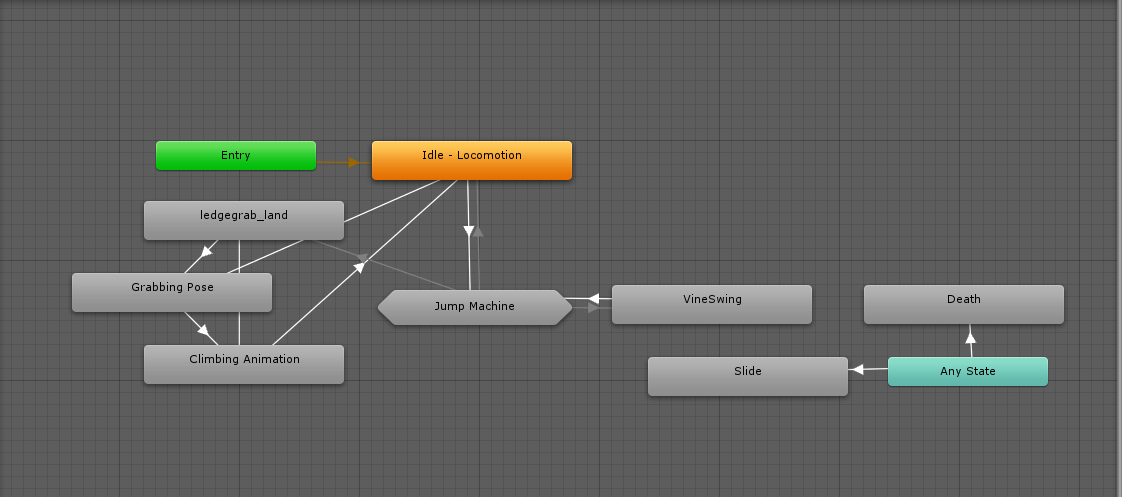 Entry
Idle - Locomotion
ledgegrab_land
Grabbing Pose
Jump Machine
VineSwing
Death
Climbing Animation
Slide
Any State